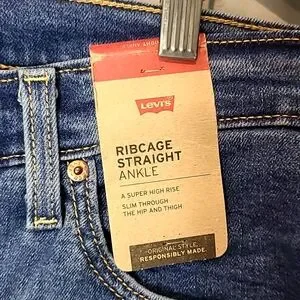 Levi's
RIBCAGE
STRAIGHT
ANKLE
A SUPER HIGH RISE
SLIM THROUGH
THE HIP AND THIGH
ORIGINAL STYLE.
RESPONSIBLY MADE.